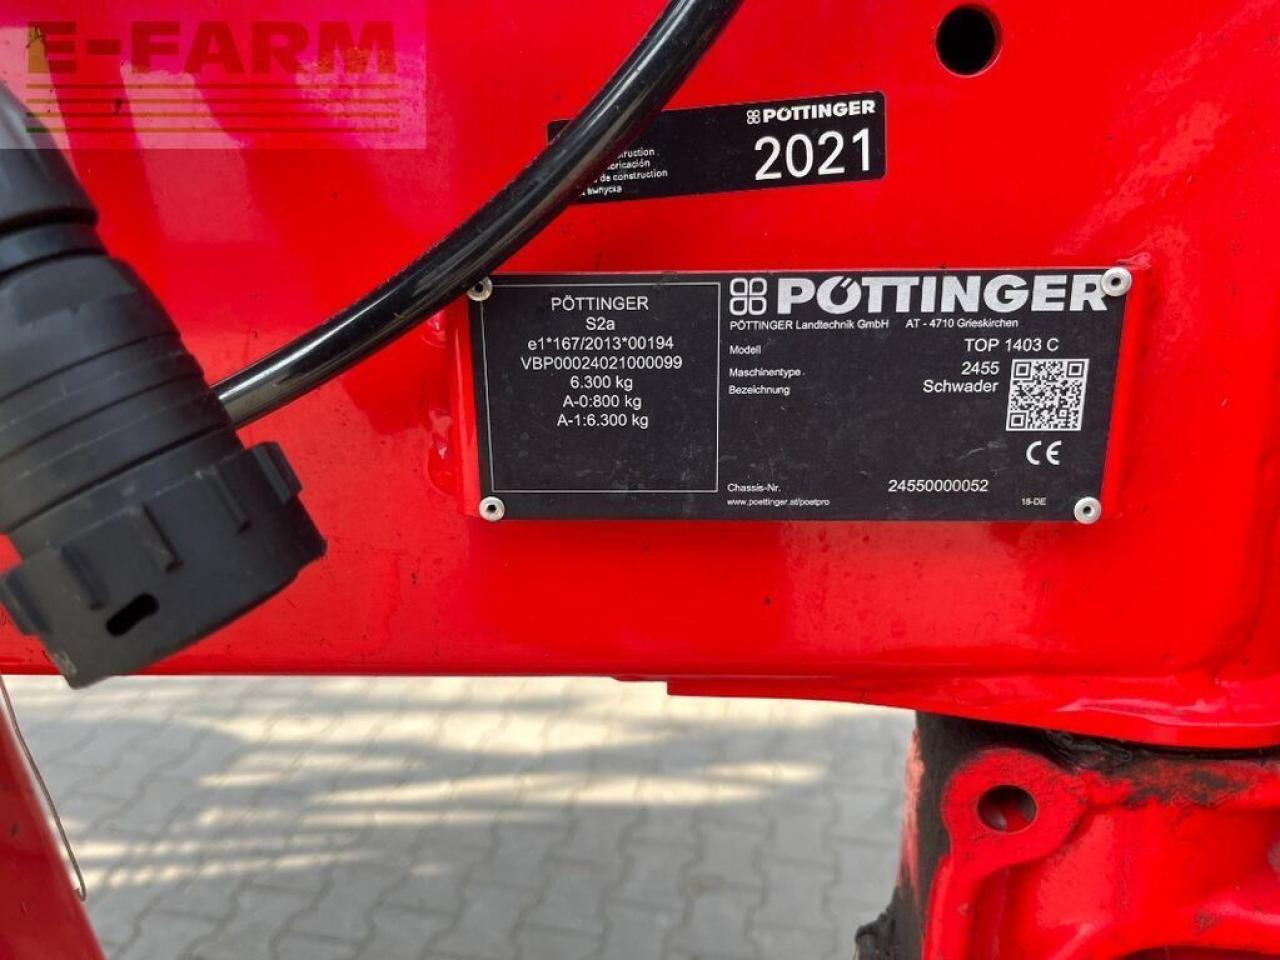 E-FARM
PÖTTINGER
2021
de construction
PÖTTINGER
S2a
e1*167/2013*00194
VBP00024021000099
6.300 kg
A-0:800 kg
A-1:6.300 kg
PÖTTINGER
PÖTTINGER Landtechnik GmbH AT - 4710 Grieskirchen
Modell TOP 1403 C
Maschinentype 2455
Bezeichnung Schwader
CE
Chassis-Nr. 24550000052
www.poettinger.at/poetpro 18-DE